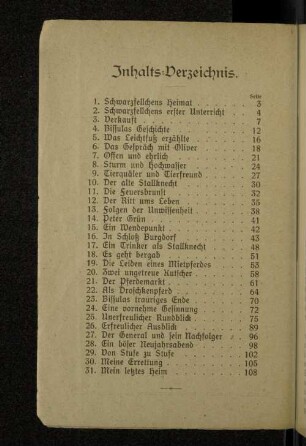 Inhalts-Verzeichnis.
Seite
1. Schwarzfellchens Heimat . . . . . . 3
2. Schwarzfellchens erster Unterricht . . . . 4
3. Verkauft . . . . . . . . . . 7
4. Bissulas Geschichte . . . . . . . 12
5. Was Leichtfuß erzählte . . . . . . 16
6. Das Gespräch mit Oliver . . . . . . 18
7. Offen und ehrlich . . . . . . . . 21
8. Sturm und Hochwasser . . . . . . 24
9. Tierquäler und Tierfreund . . . . . . 27
10. Der alte Stallknecht . . . . . . . 30
11. Die Feuersbrunst . . . . . . . . 32
12. Der Ritt ums Leben . . . . . . . 35
13. Folgen der Unwissenheit . . . . . . 38
14. Peter Grün . . . . . . . . . 41
15. Ein Wendepunkt . . . . . . . . 42
16. In Schloß Burgdorf . . . . . . . 43
17. Ein Trinker als Stallknecht . . . . . 48
18. Es geht bergab . . . . . . . . 51
19. Die Leiden eines Mietpferdes . . . . . 53
20. Zwei ungetreue Kutscher . . . . . . 58
21. Der Pferdemarkt . . . . . . . . 61
22. Als Droschkenpferd . . . . . . . 64
23. Bissulas trauriges Ende . . . . . . 70
24. Eine vornehme Gesinnung . . . . . . 72
25. Unerfreulicher Rundblick . . . . . . 75
26. Erfreulicher Ausblick . . . . . . . 89
27. Der General und sein Nachfolger . . . . 96
28. Ein böser Neujahrsabend . . . . . . 98
29. Von Stufe zu Stufe . . . . . . . 102
30. Meine Errettung . . . . . . . . 105
31. Mein letztes Heim . . . . . . . . 108